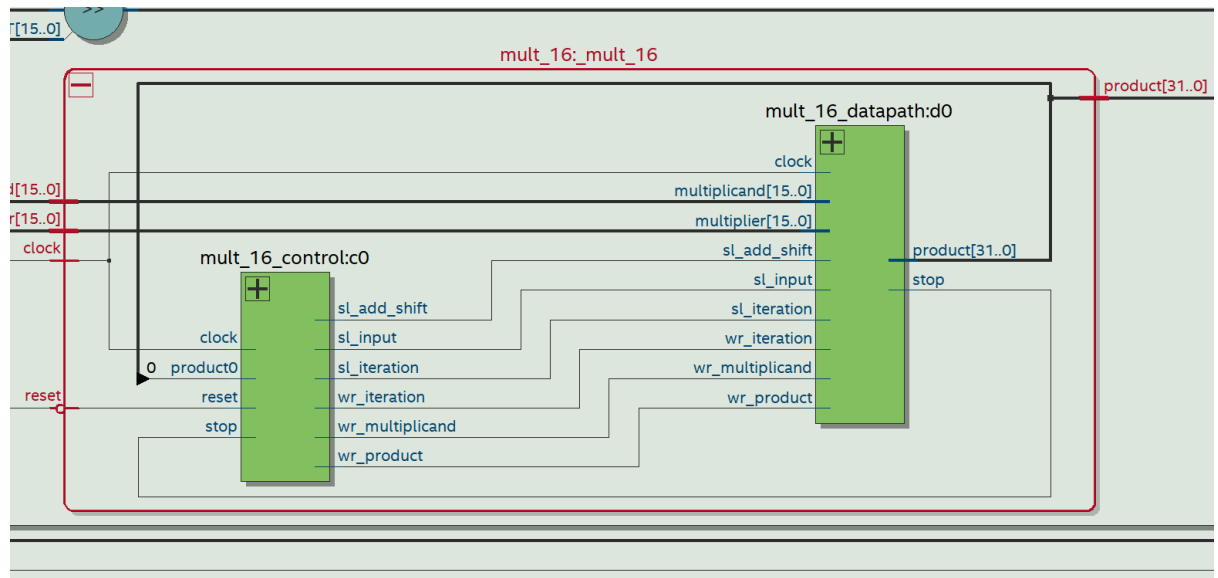 >>
[15..0]
mult_16:_mult_16
product[31..0]
mult_16_datapath:d0
clock
[15..0]
multiplicand[15..0]
r[15..0]
multiplier[15..0]
clock
mult_16_control:c0
sl_add_shift
product[31..0]
sl_input
stop
sl_add_shift
sl_iteration
clock
sl_input
wr_iteration
0
product0
sl_iteration
wr_multiplicand
reset
reset
wr_iteration
wr_product
stop
wr_multiplicand
wr_product